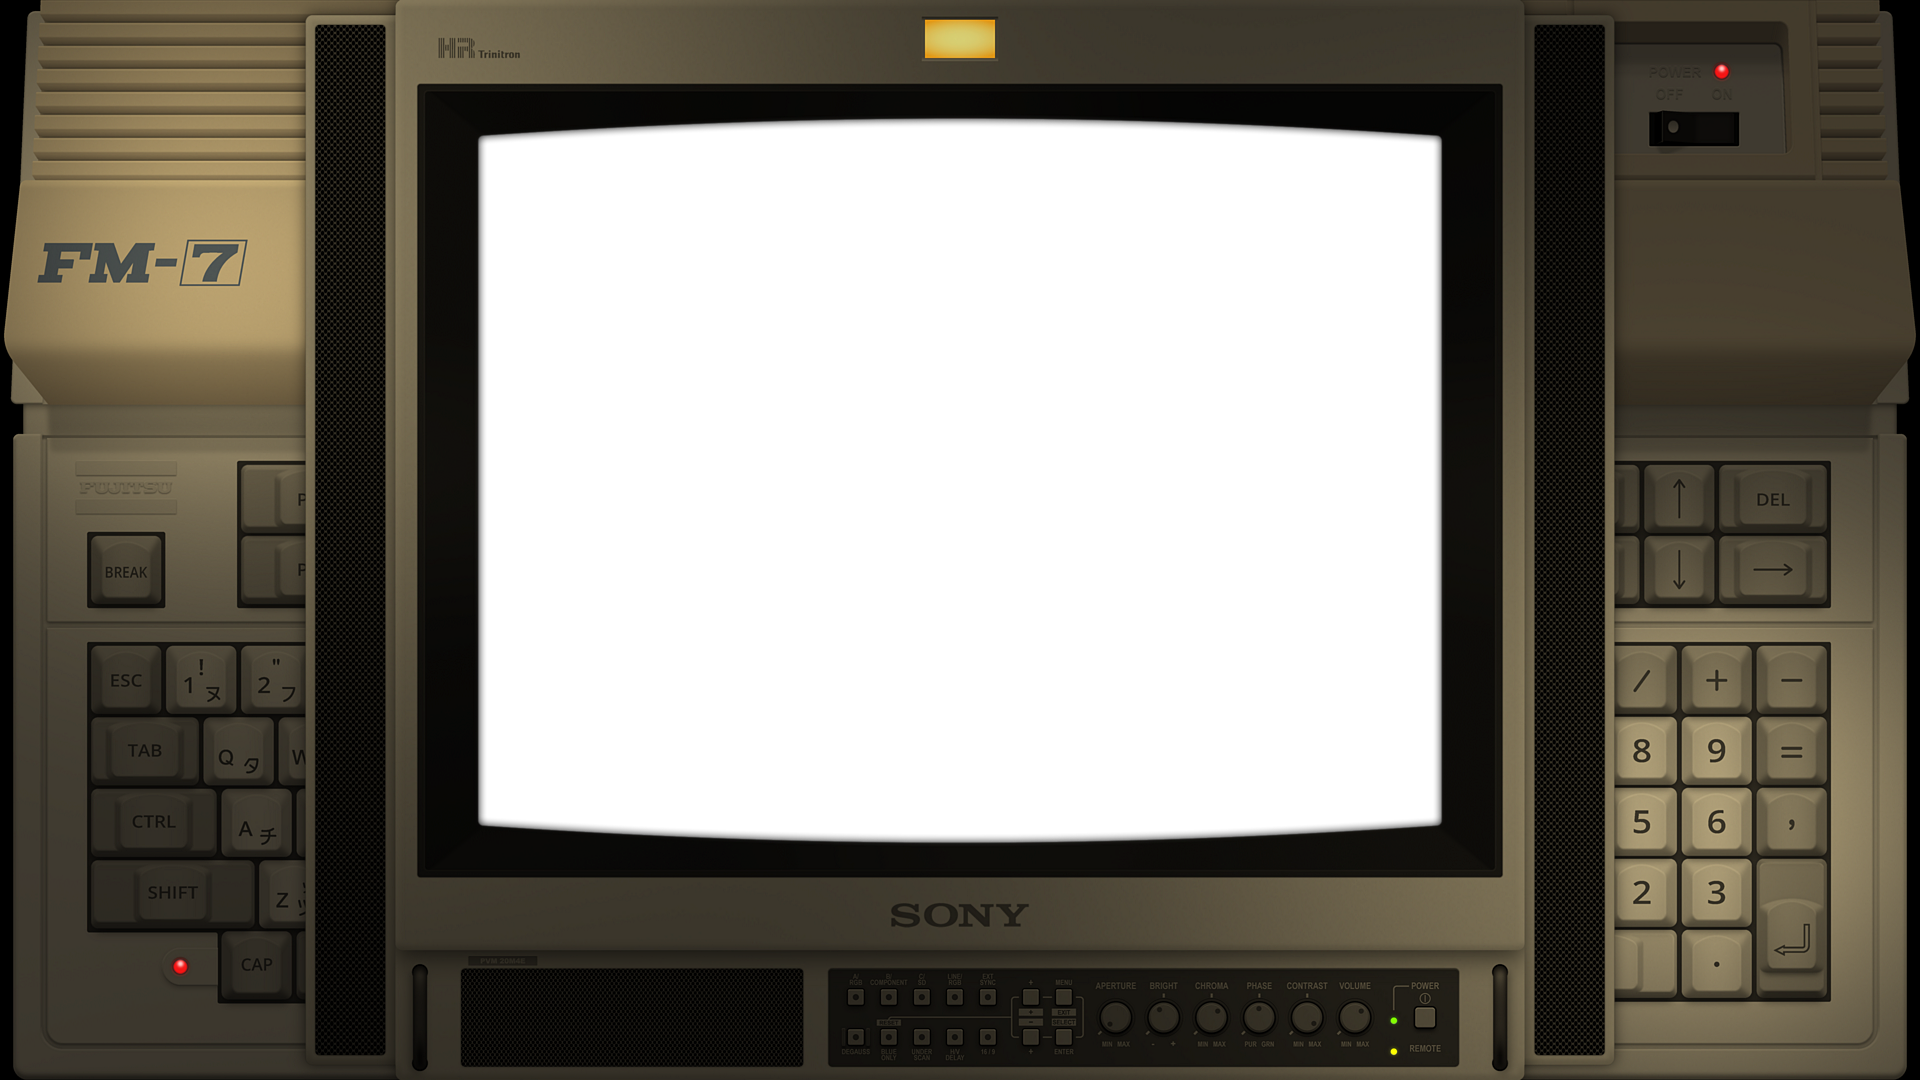 HR Trinitron
POWER
OFF ON
FM-7
FUJITSU
BREAK
P
P
DEL
ESC
! 1 ヌ
" 2 フ
TAB
Q タ
W
CTRL
A チ
SHIFT
Z ッ
CAP
/ + −
8 9 =
5 6 ,
2 3
.
SONY
A/ RGB
B/ COMPONENT
C/ SD
LINE/ RGB
EXT SYNC
MENU
RESET
EXIT
SELECT
DEGAUSS
BLUE ONLY
UNDER SCAN
H/V DELAY
16/9
ENTER
APERTURE BRIGHT CHROMA PHASE CONTRAST VOLUME
MIN MAX - + MIN MAX PUR GRN MIN MAX MIN MAX
POWER
REMOTE